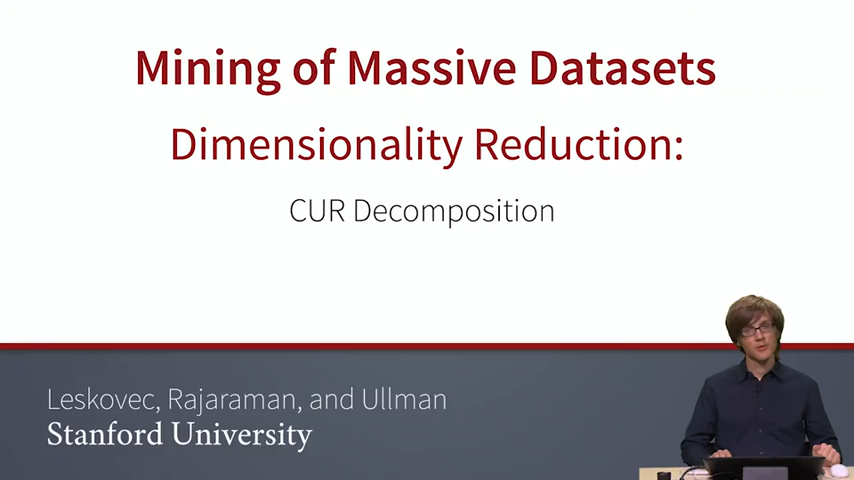 Mining of Massive Datasets
Dimensionality Reduction:
CUR Decomposition
Leskovec, Rajaraman, and Ullman
Stanford University